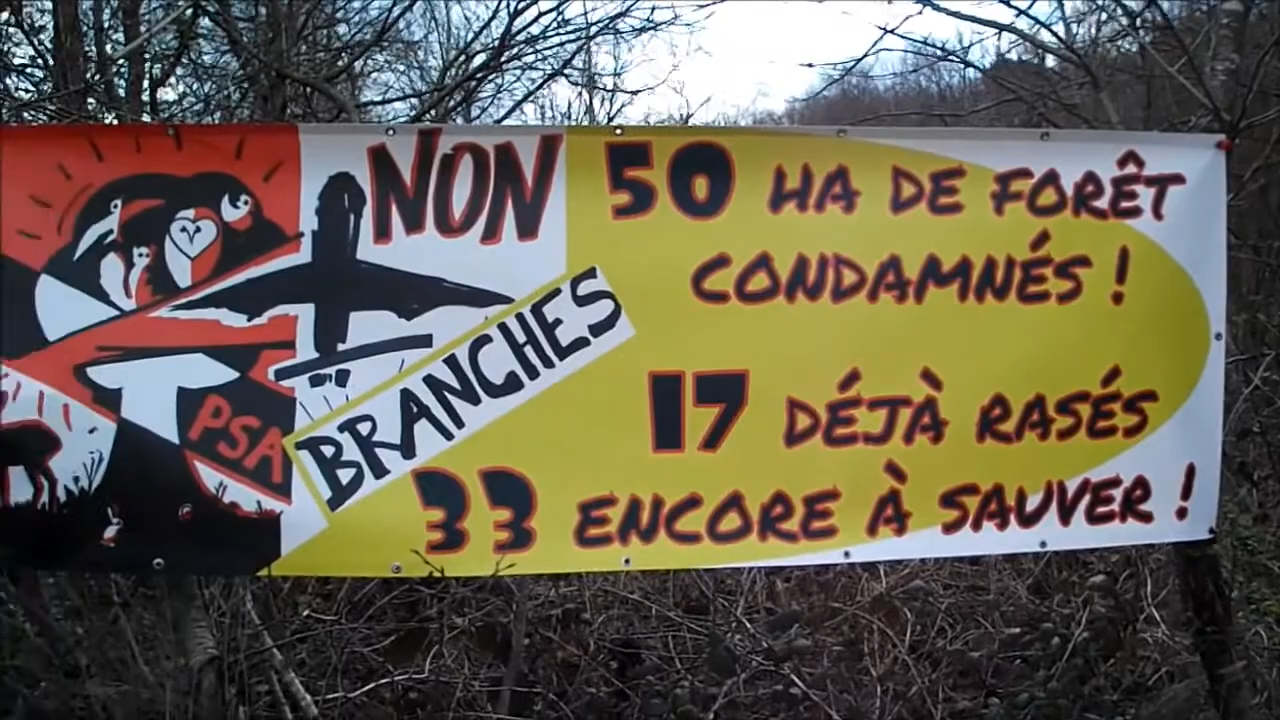 NON
BRANCHES
PSA
50 HA DE FORÊT
CONDAMNÉS !
17 DÉJÀ RASÉS
33 ENCORE À SAUVER !